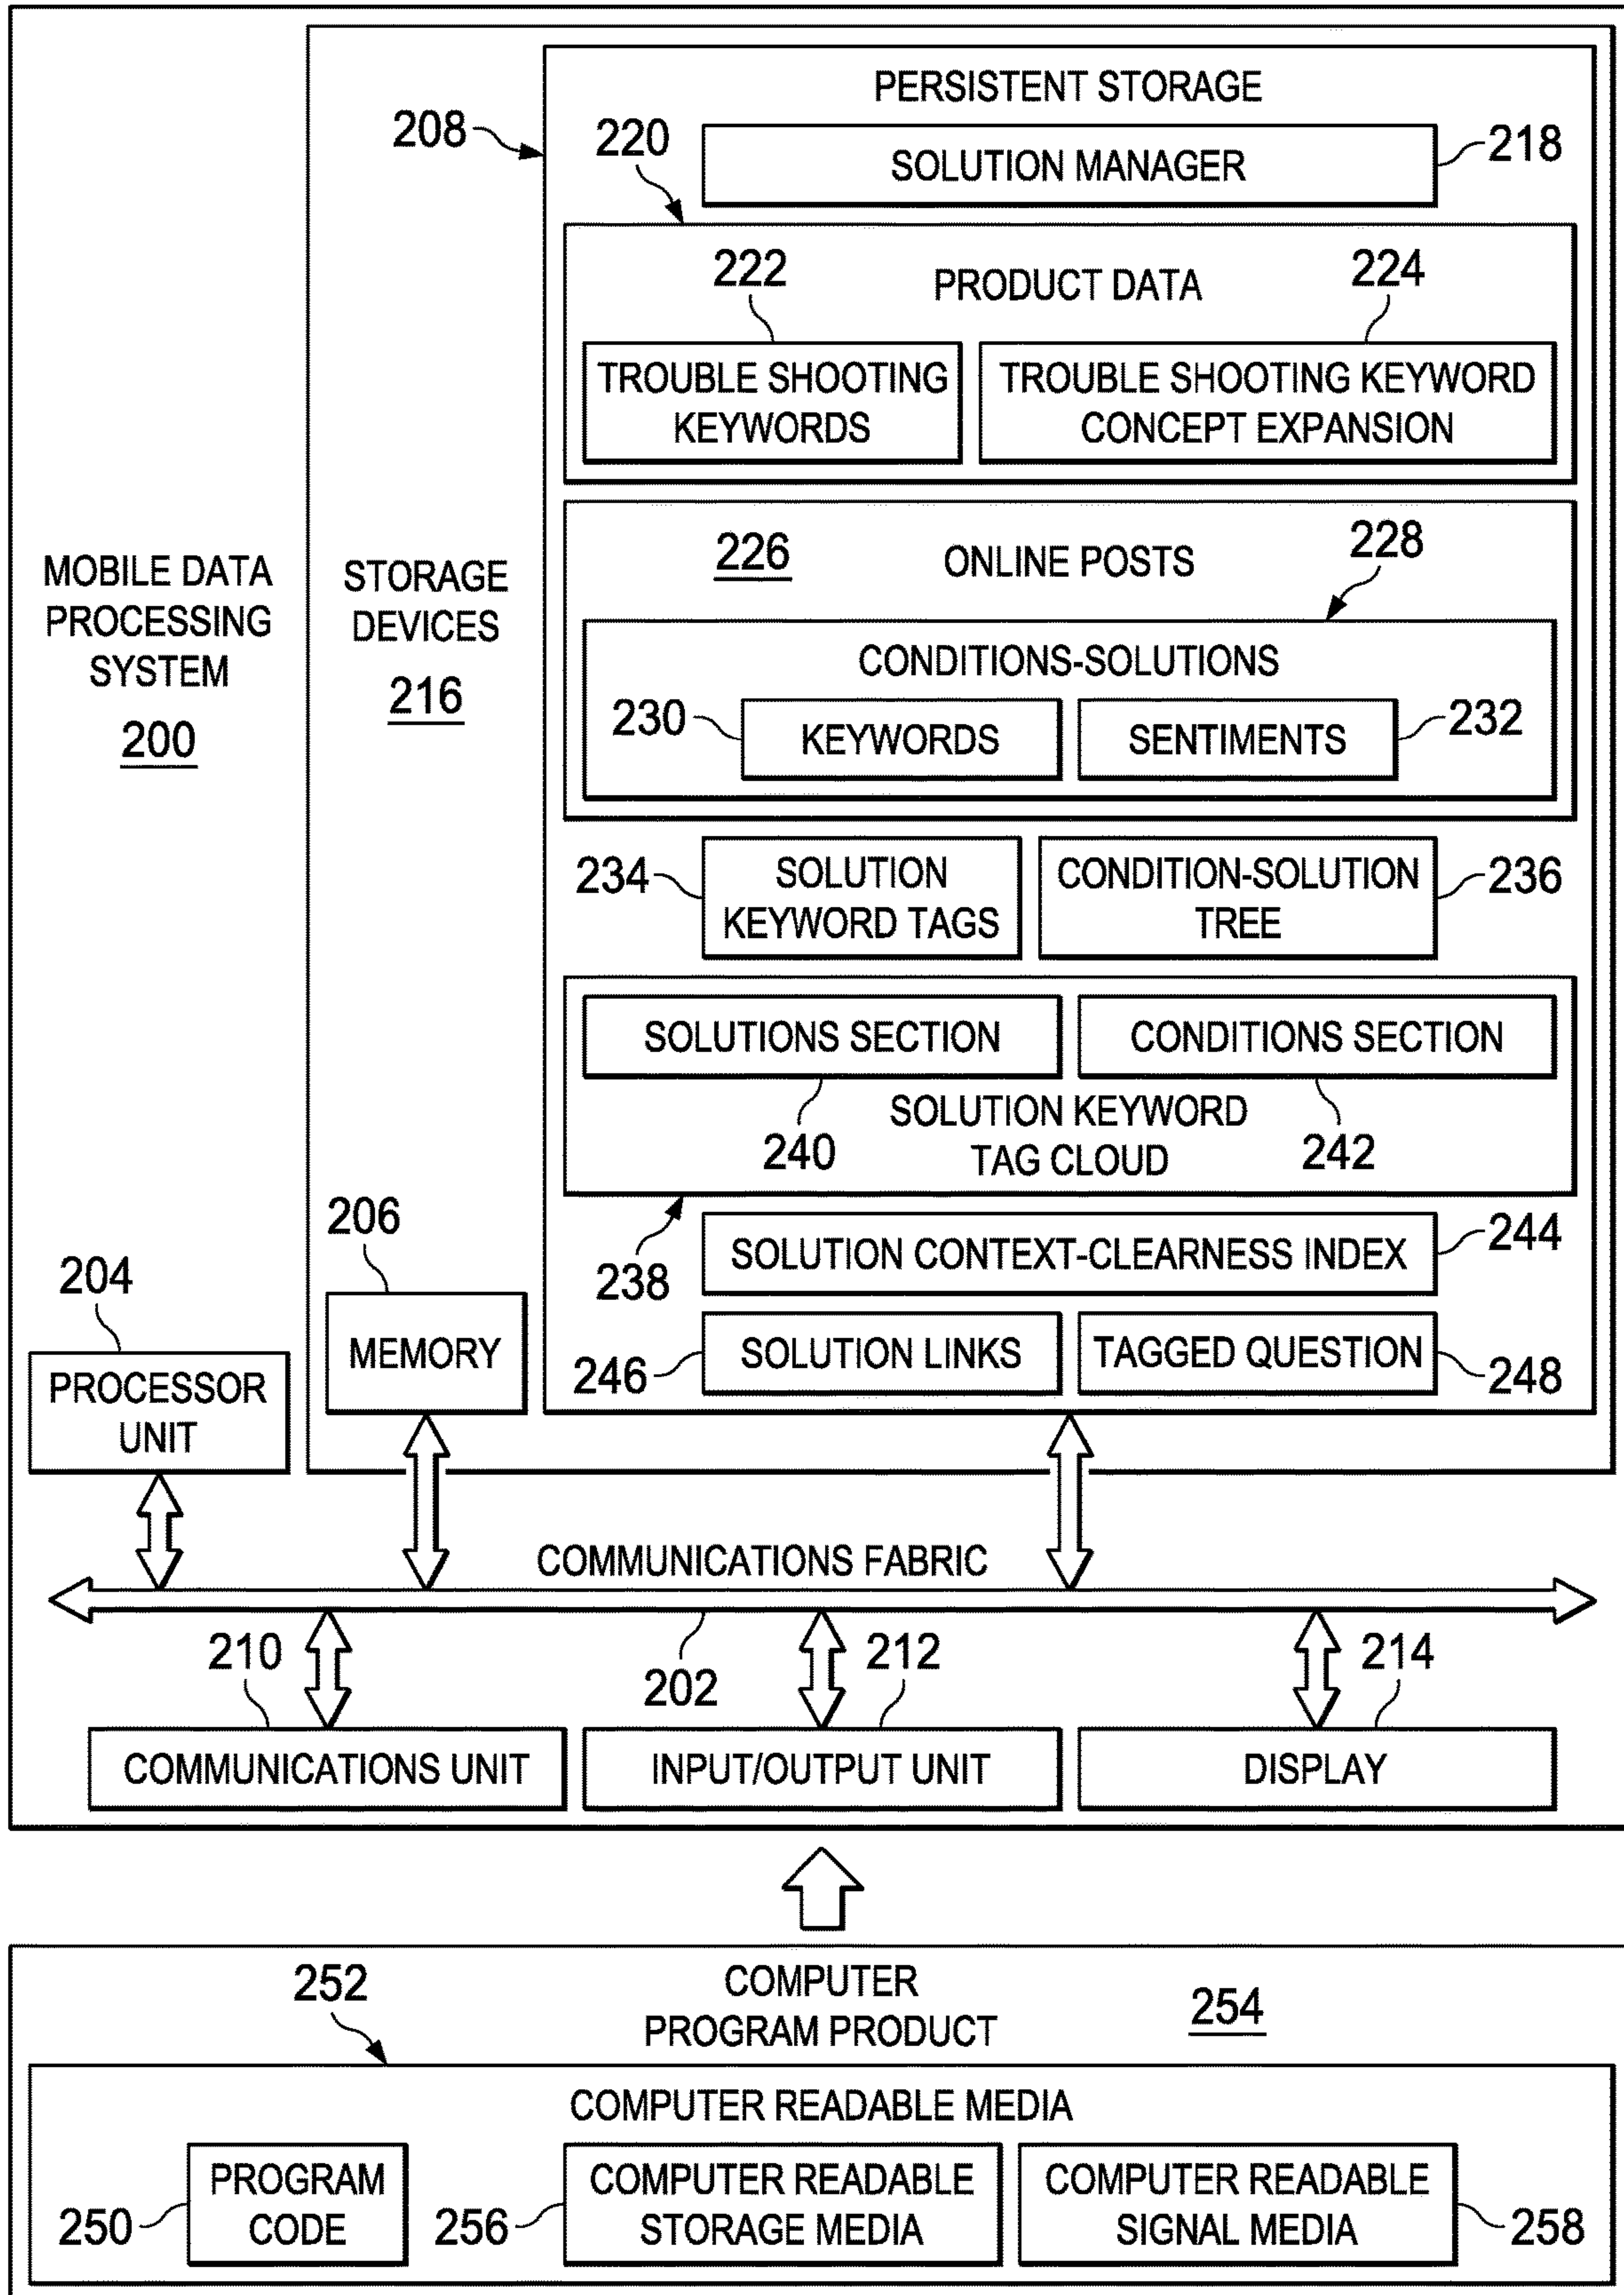 PERSISTENT STORAGE
208
220
SOLUTION MANAGER
218
222
PRODUCT DATA
224
TROUBLE SHOOTING
KEYWORDS
TROUBLE SHOOTING KEYWORD
CONCEPT EXPANSION
MOBILE DATA
PROCESSING
SYSTEM
200
STORAGE
DEVICES
216
226
ONLINE POSTS
228
CONDITIONS-SOLUTIONS
230
KEYWORDS
SENTIMENTS
232
234
SOLUTION
KEYWORD TAGS
CONDITION-SOLUTION
TREE
236
SOLUTIONS SECTION
CONDITIONS SECTION
240
SOLUTION KEYWORD
TAG CLOUD
242
238
SOLUTION CONTEXT-CLEARNESS INDEX
244
246
SOLUTION LINKS
TAGGED QUESTION
248
206
MEMORY
204
PROCESSOR
UNIT
COMMUNICATIONS FABRIC
210
202
212
214
COMMUNICATIONS UNIT
INPUT/OUTPUT UNIT
DISPLAY
252
COMPUTER
PROGRAM PRODUCT
254
COMPUTER READABLE MEDIA
250
PROGRAM
CODE
256
COMPUTER READABLE
STORAGE MEDIA
COMPUTER READABLE
SIGNAL MEDIA
258